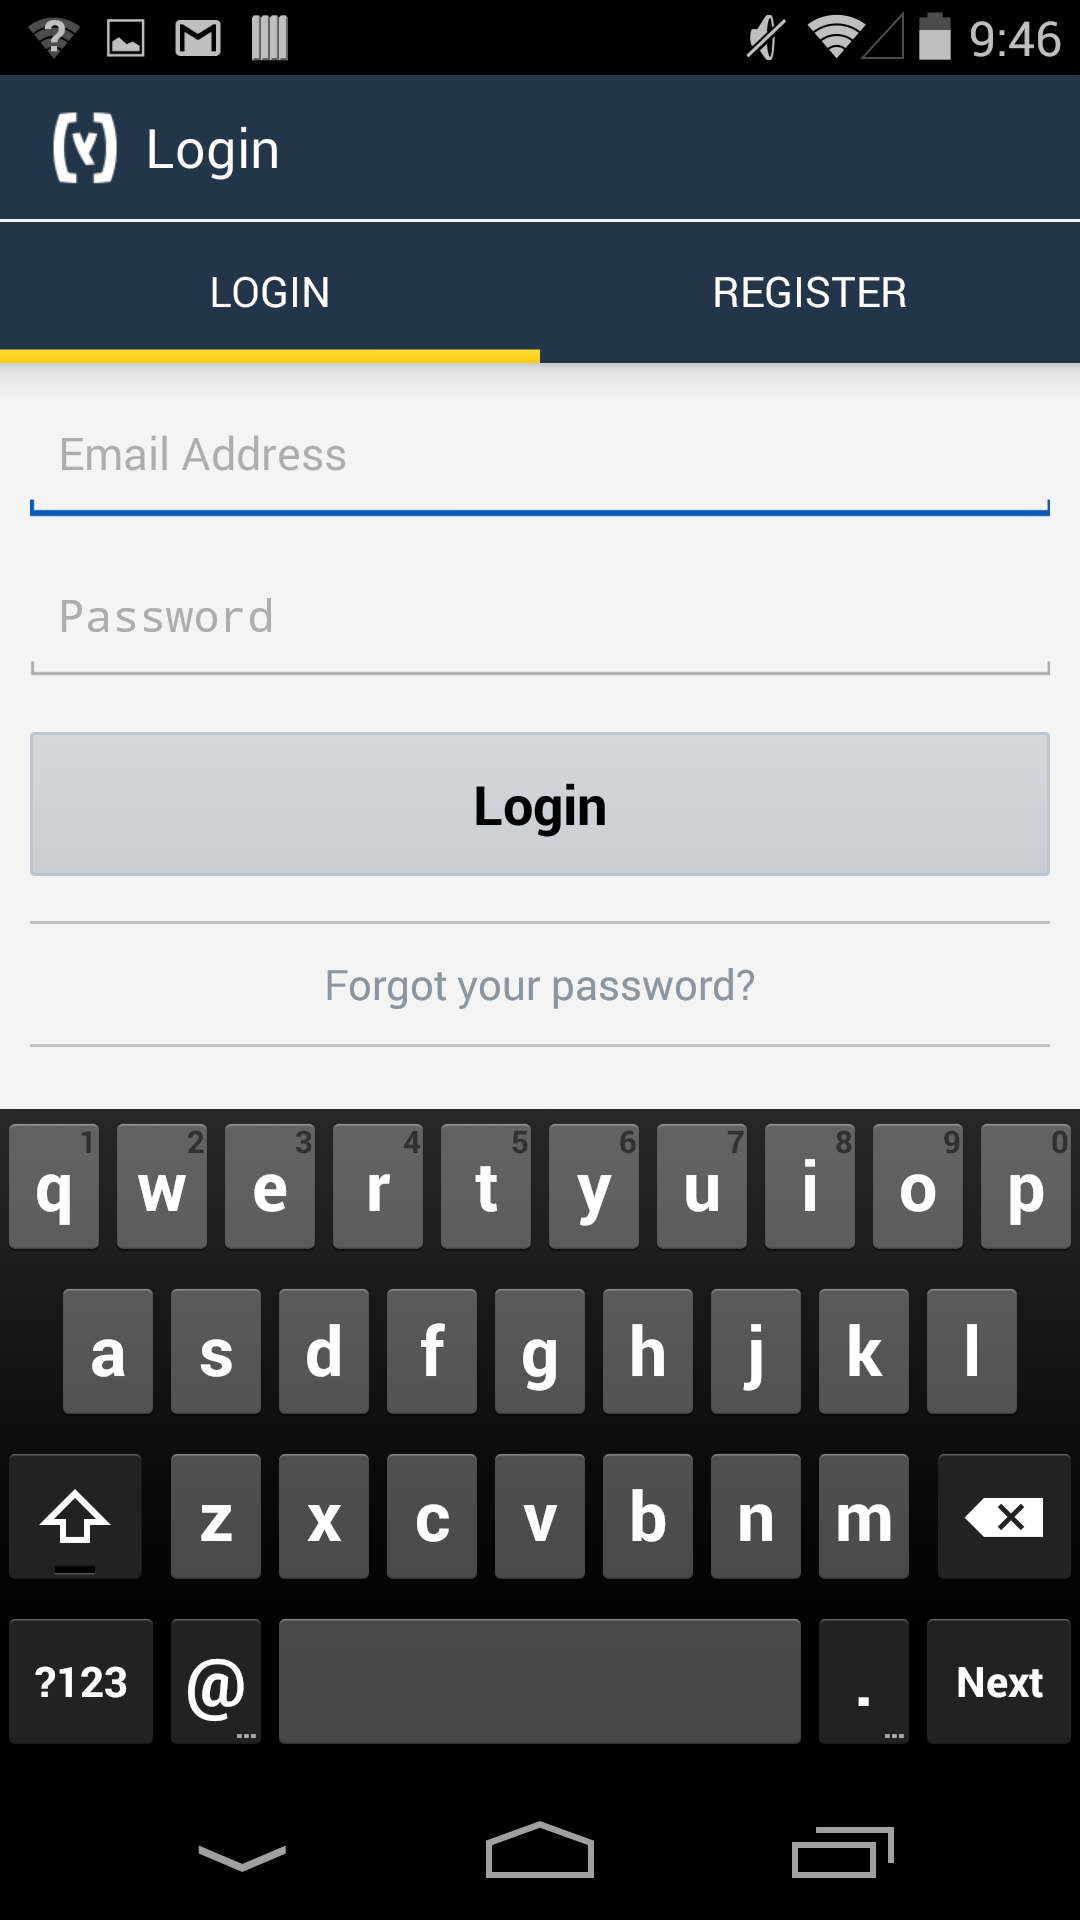 9:46
Login
LOGIN REGISTER
Email Address
Password
Login
Forgot your password?
1 2 3 4 5 6 7 8 9 0
q w e r t y u i o p
a s d f g h j k l
z x c v b n m
?123 @ ... . ... Next